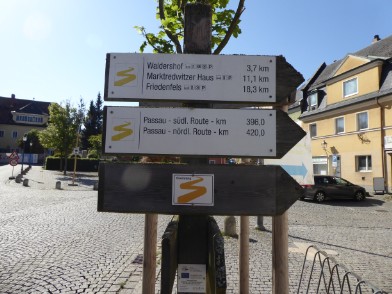 Waldershof 3,7 km
Marktredwitzer Haus 11,1 km
Friedenfels 18,3 km
Passau - südl. Route - km 396,0
Passau - nördl. Route - km 420,0